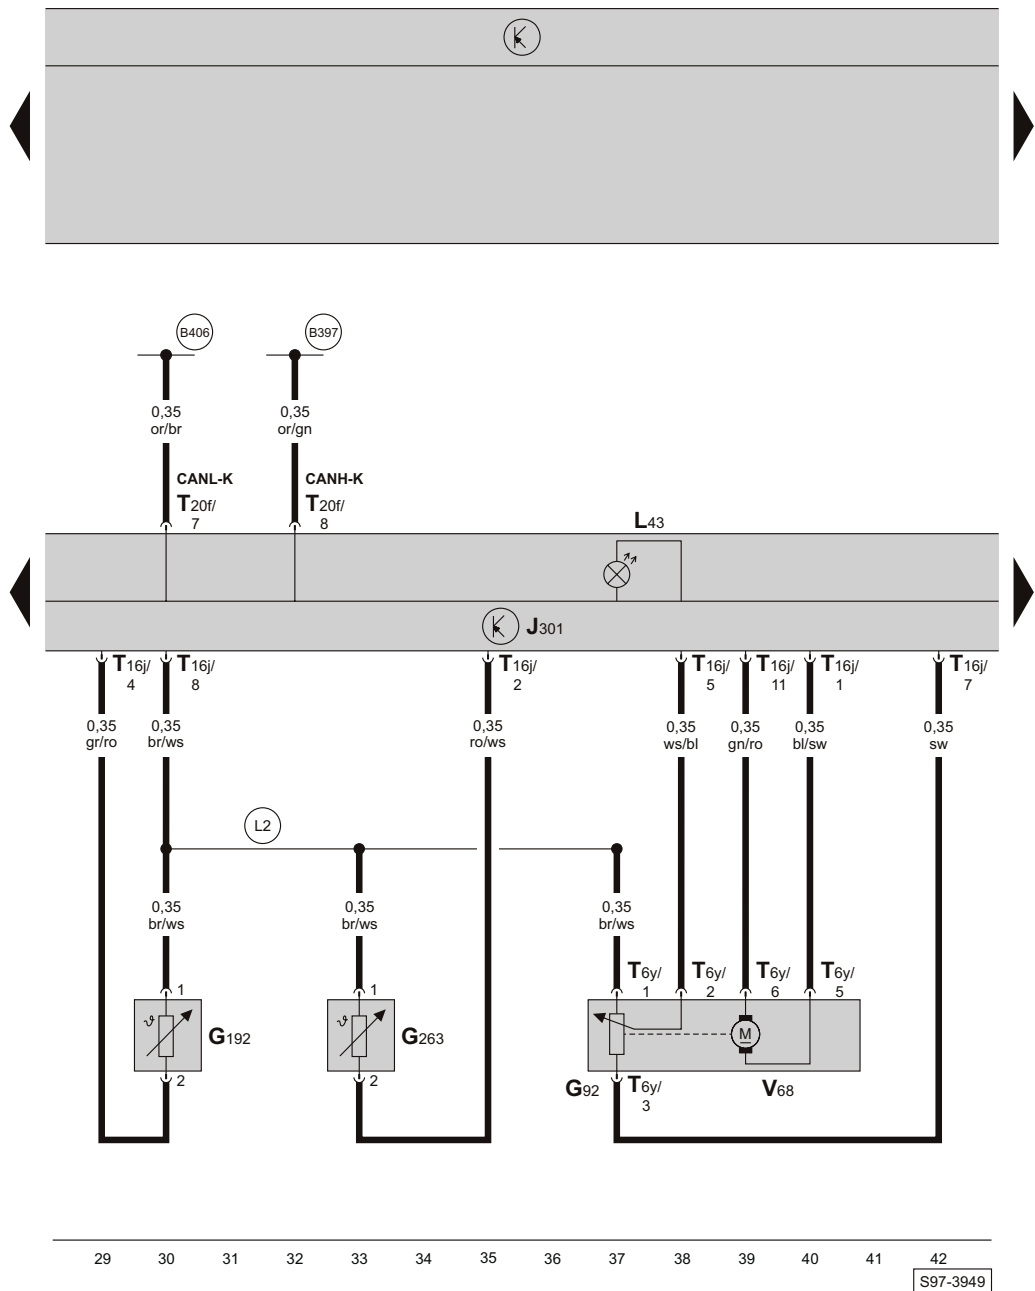 B406 B397
0,35 0,35
or/br or/gn
CANL-K CANH-K
T20f/ T20f/
7 8
L43
J301
T16j/ T16j/ T16j/ T16j/ T16j/ T16j/ T16j/
4 8 2 5 11 1 7
0,35 0,35 0,35 0,35 0,35 0,35 0,35
gr/ro br/ws ro/ws ws/bl gn/ro bl/sw sw
L2
0,35 0,35 0,35
br/ws br/ws br/ws
T6y/ T6y/ T6y/ T6y/
1 1 1 2 6 5
ϑ ϑ M
G192 G263
2 2 G92 T6y/ V68
3
29 30 31 32 33 34 35 36 37 38 39 40 41 42
S97-3949